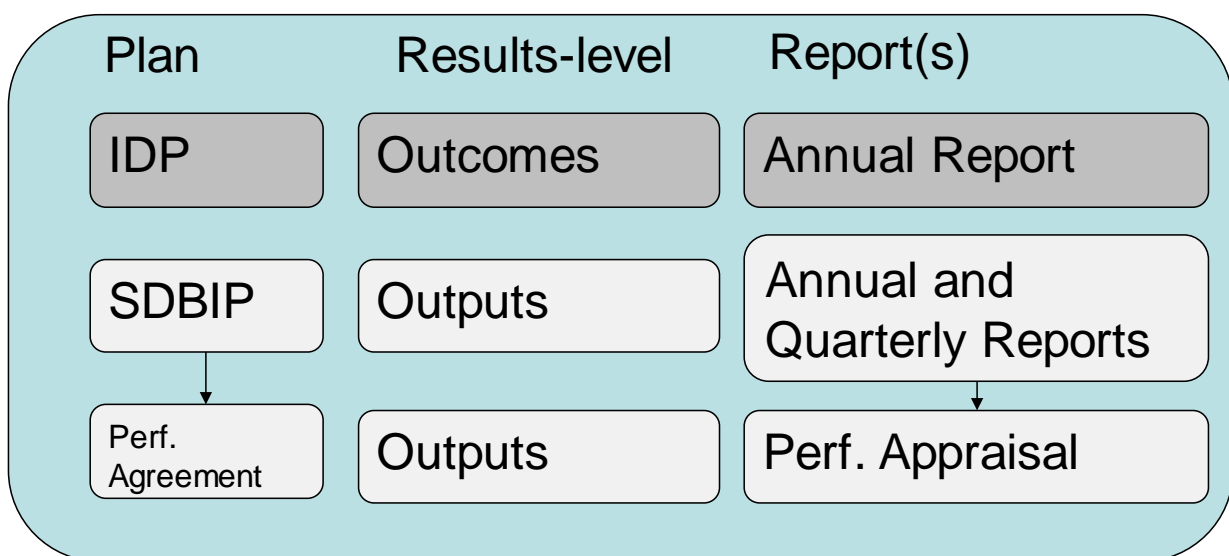 Plan Results-level Report(s)
IDP Outcomes Annual Report
SDBIP Outputs Annual and
Quarterly Reports
Perf.
Agreement Outputs Perf. Appraisal